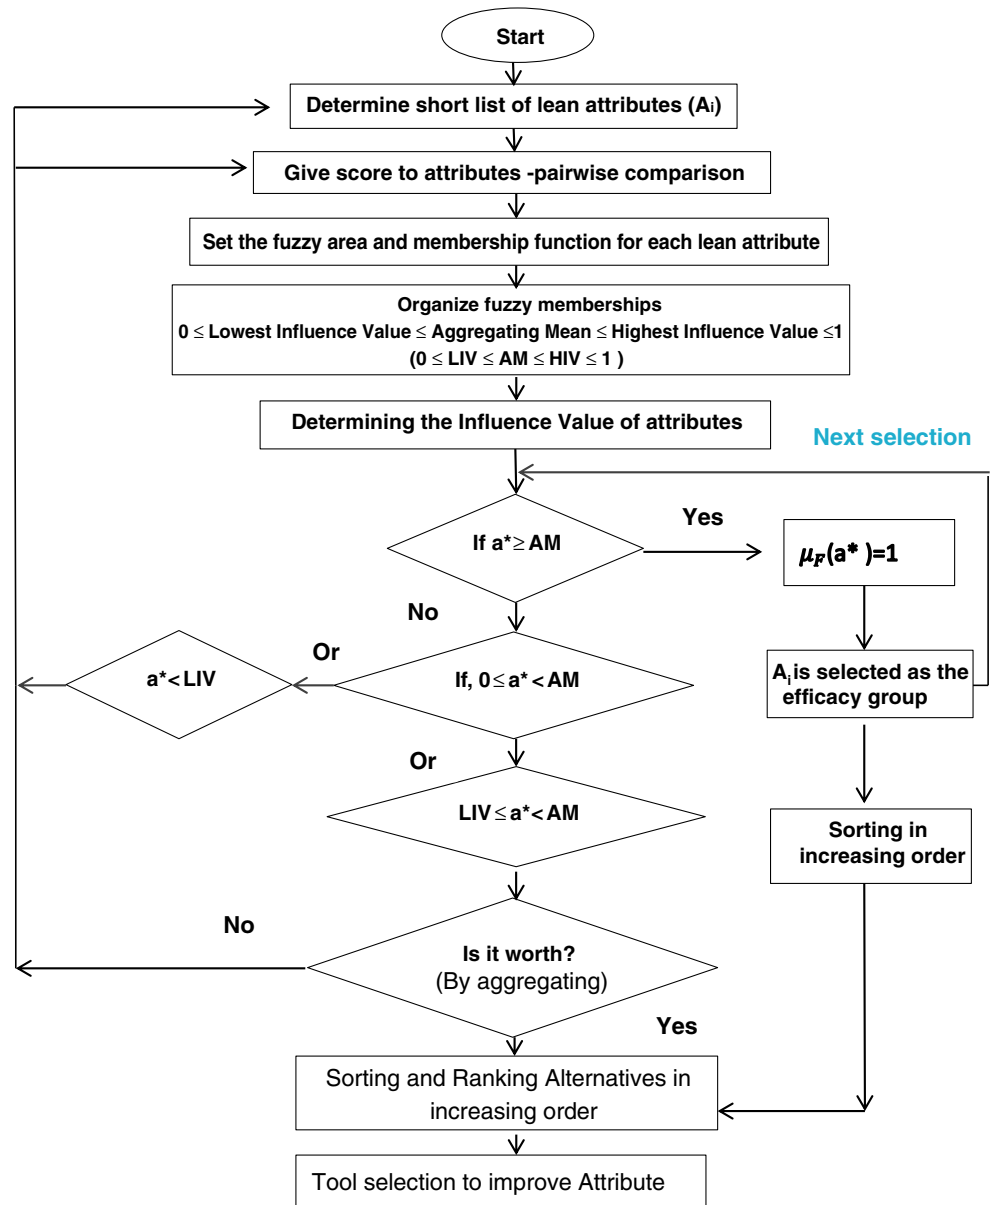 Start
Determine short list of lean attributes (Ai)
Give score to attributes -pairwise comparison
Set the fuzzy area and membership function for each lean attribute
Organize fuzzy memberships
0 ≤ Lowest Influence Value ≤ Aggregating Mean ≤ Highest Influence Value ≤1
(0 ≤ LIV ≤ AM ≤ HIV ≤ 1 )
Determining the Influence Value of attributes
Next selection
If a* ≥ AM
Yes
μF(a* )=1
No
Or
a*< LIV
If, 0 ≤ a* < AM
Ai is selected as the
efficacy group
Or
LIV ≤ a* < AM
Sorting in
increasing order
No
Is it worth?
(By aggregating)
Yes
Sorting and Ranking Alternatives in
increasing order
Tool selection to improve Attribute